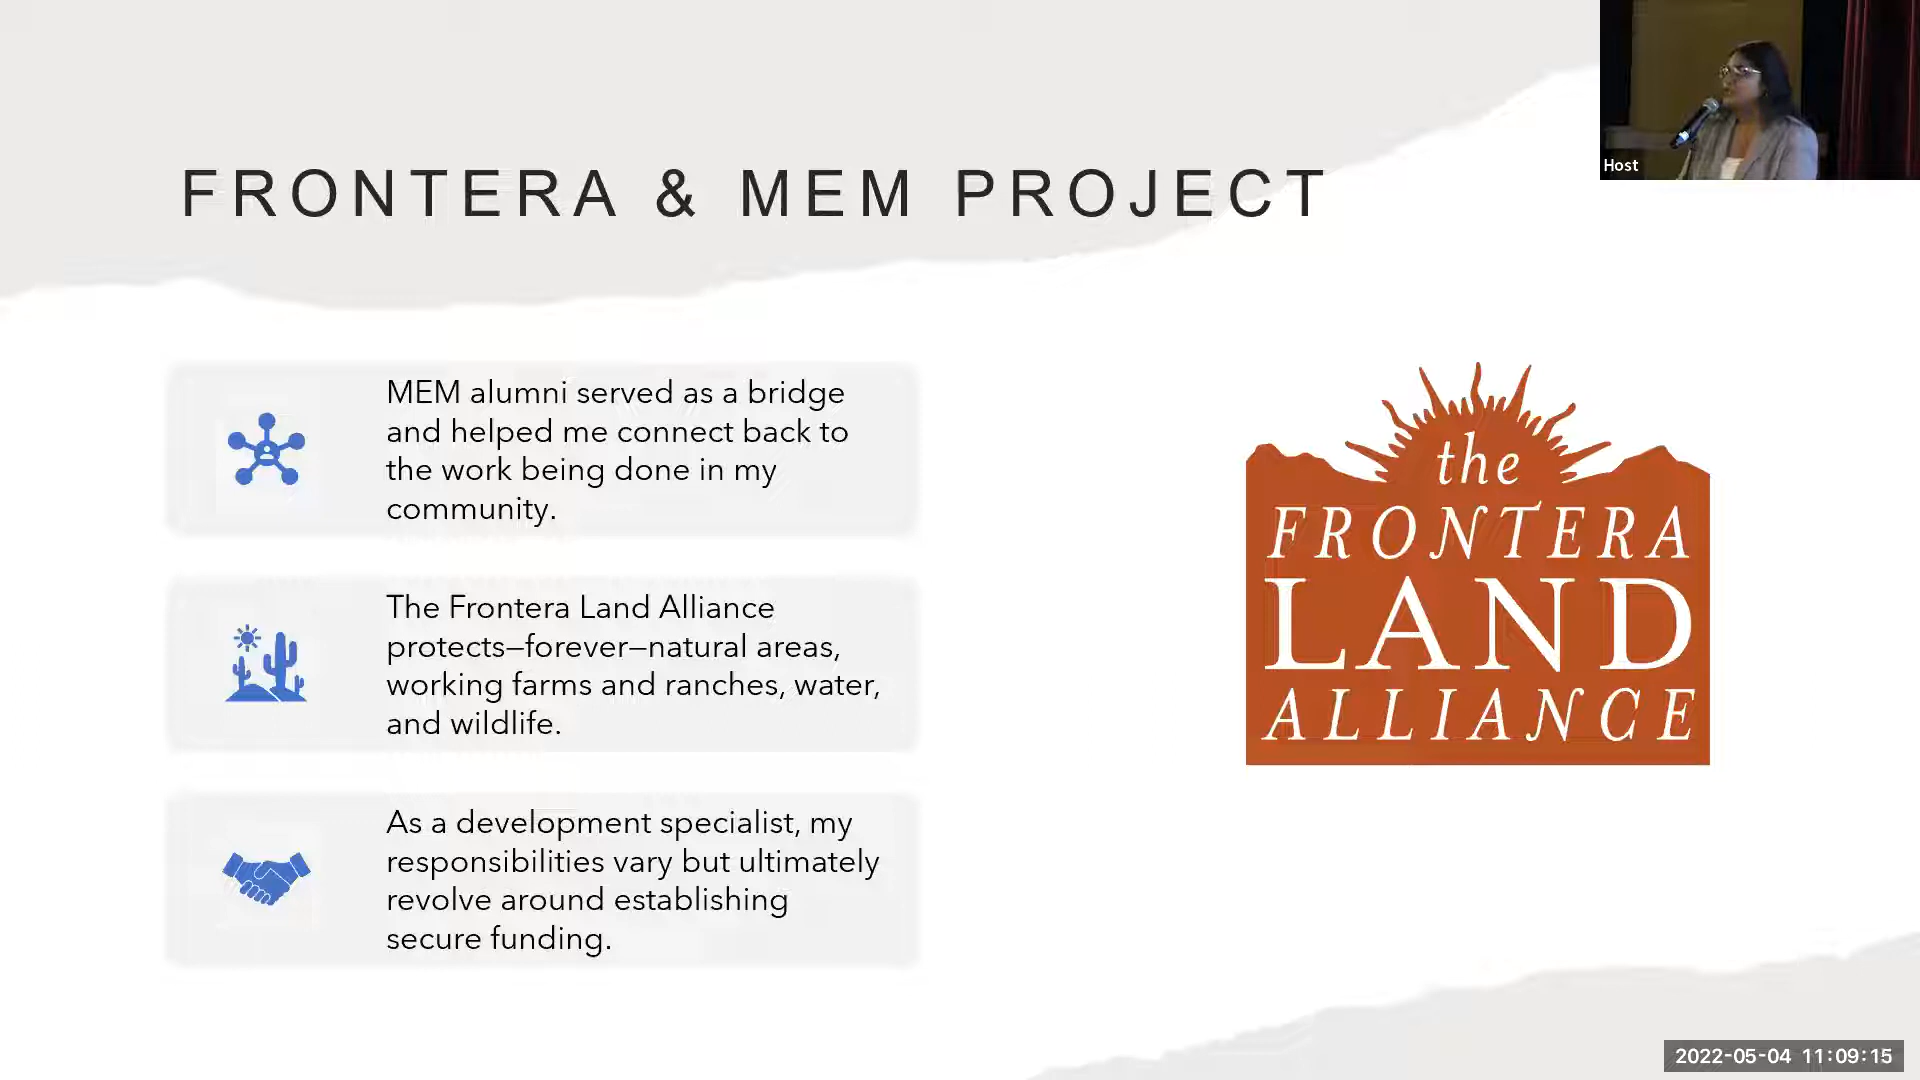 Host
FRONTERA & MEM PROJECT
MEM alumni served as a bridge
and helped me connect back to
the work being done in my
community.
The Frontera Land Alliance
protects—forever—natural areas,
working farms and ranches, water,
and wildlife.
As a development specialist, my
responsibilities vary but ultimately
revolve around establishing
secure funding.
the
FRONTERA
LAND
ALLIANCE
2022-05-04 11:09:15